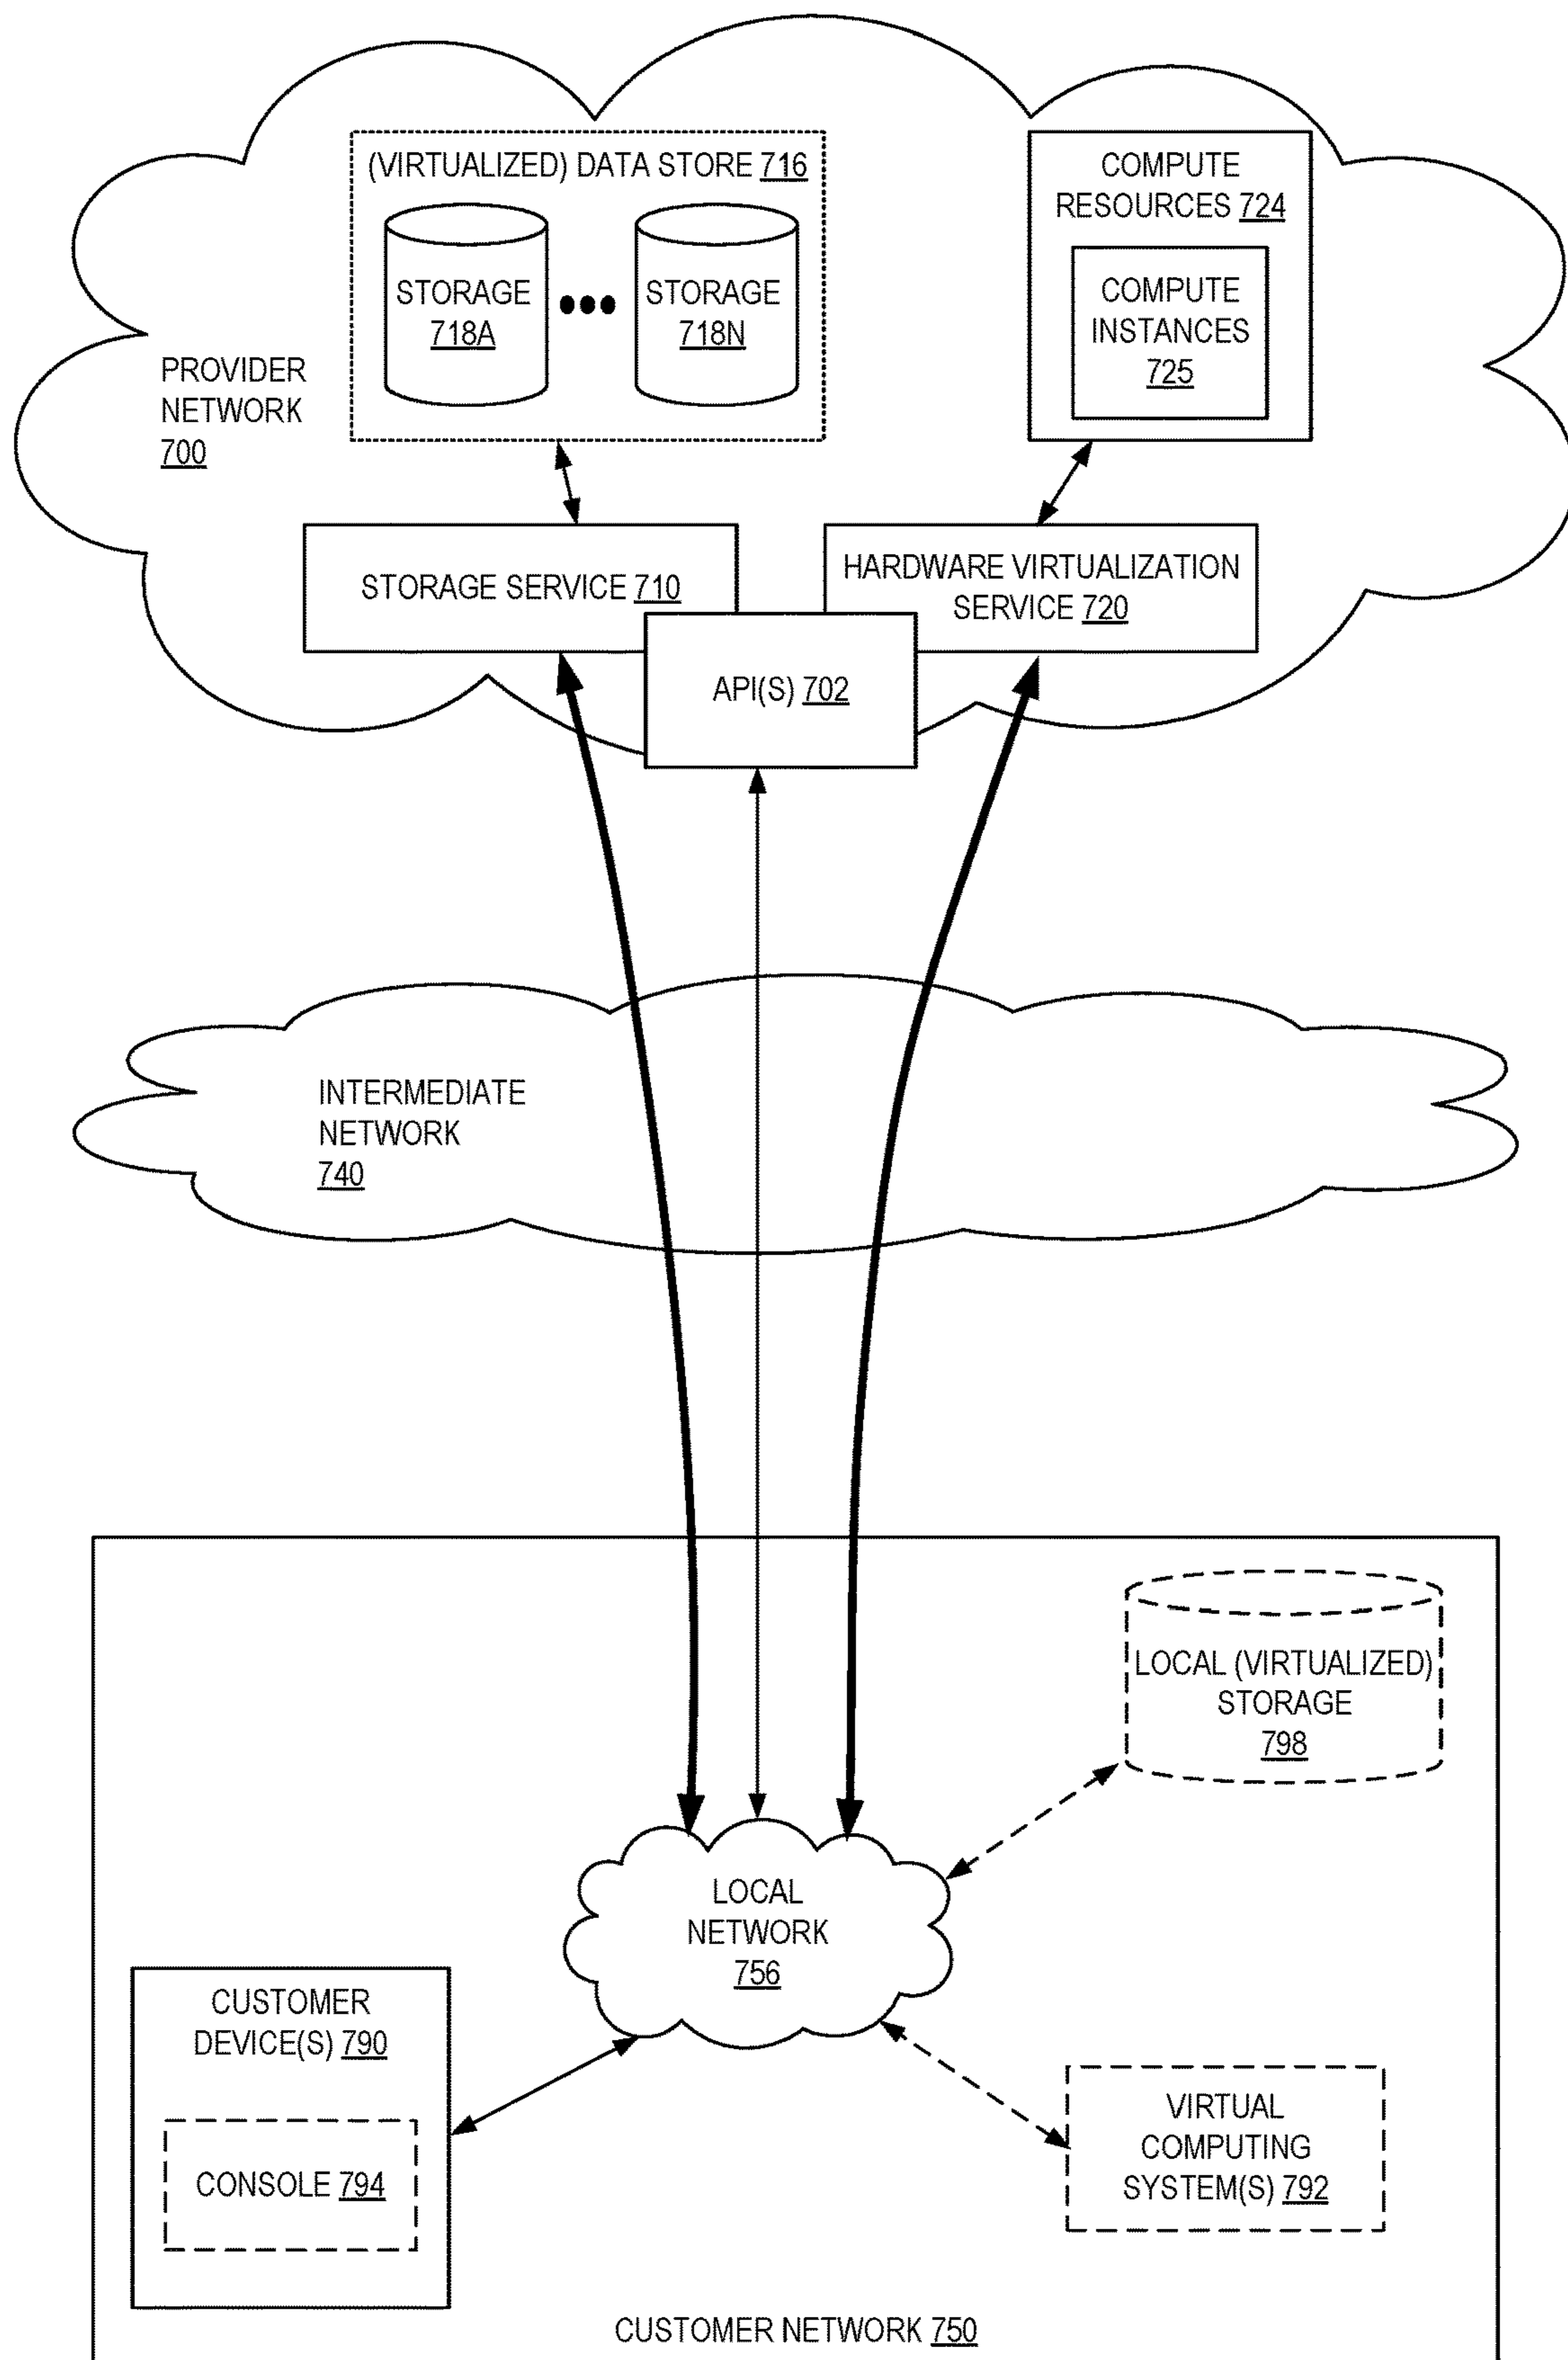 (VIRTUALIZED) DATA STORE 716
STORAGE
718A
STORAGE
718N
COMPUTE
RESOURCES 724
COMPUTE
INSTANCES
725
PROVIDER
NETWORK
700
STORAGE SERVICE 710
HARDWARE VIRTUALIZATION
SERVICE 720
API(S) 702
INTERMEDIATE
NETWORK
740
LOCAL (VIRTUALIZED)
STORAGE
798
LOCAL
NETWORK
756
CUSTOMER
DEVICE(S) 790
CONSOLE 794
VIRTUAL
COMPUTING
SYSTEM(S) 792
CUSTOMER NETWORK 750